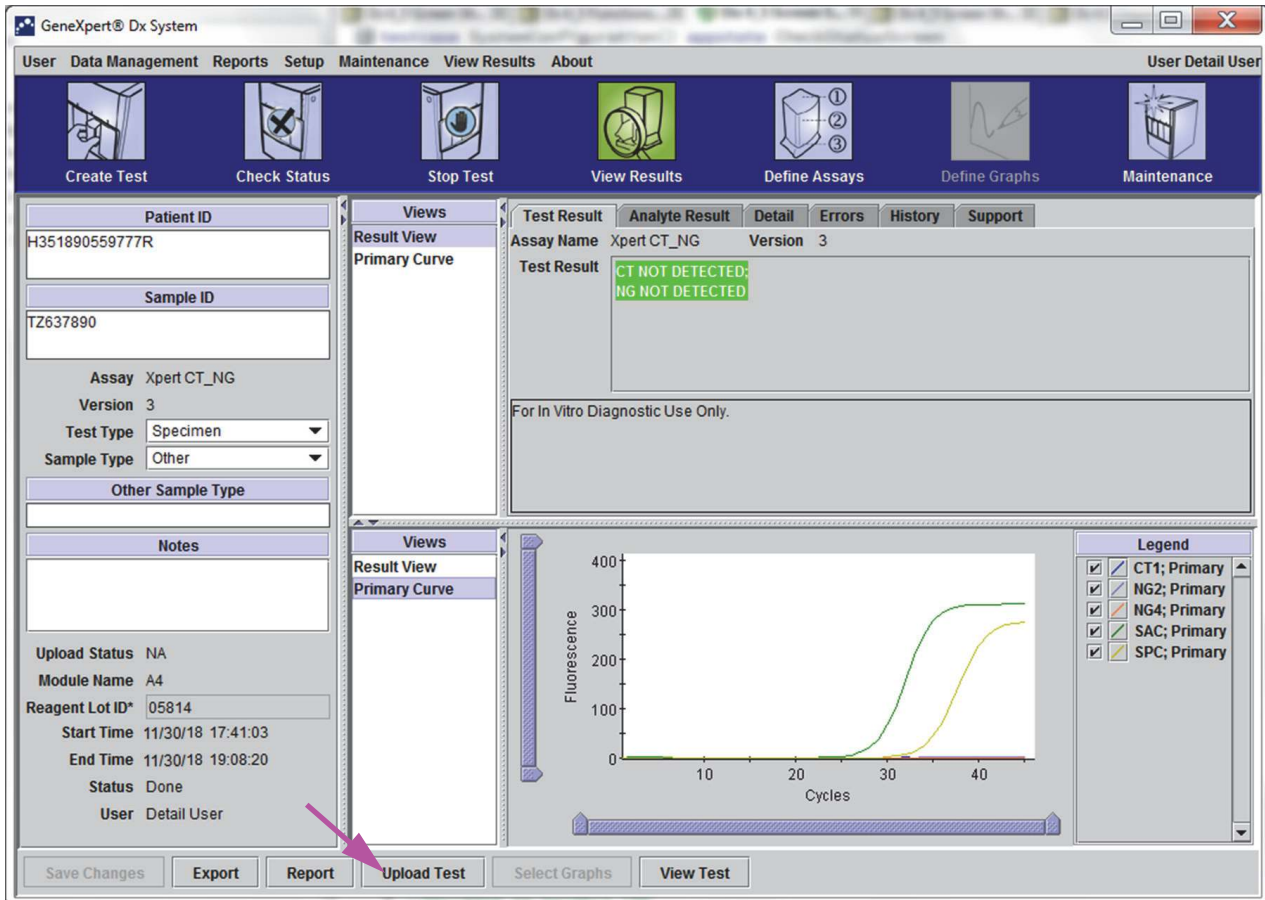 GeneXpert® Dx System
User Data Management Reports Setup Maintenance View Results About User Detail User
Create Test Check Status Stop Test View Results Define Assays Define Graphs Maintenance
Patient ID
H351890559777R
Sample ID
TZ637890
Assay Xpert CT_NG
Version 3
Test Type Specimen
Sample Type Other
Other Sample Type
Notes
Upload Status NA
Module Name A4
Reagent Lot ID* 05814
Start Time 11/30/18 17:41:03
End Time 11/30/18 19:08:20
Status Done
User Detail User
Views
Result View
Primary Curve
Test Result Analyte Result Detail Errors History Support
Assay Name Xpert CT_NG Version 3
Test Result CT NOT DETECTED;
NG NOT DETECTED
For In Vitro Diagnostic Use Only.
Views
Result View
Primary Curve
Fluorescence
400
300
200
100
0
10 20 30 40
Cycles
Legend
CT1; Primary
NG2; Primary
NG4; Primary
SAC; Primary
SPC; Primary
Save Changes Export Report Upload Test Select Graphs View Test